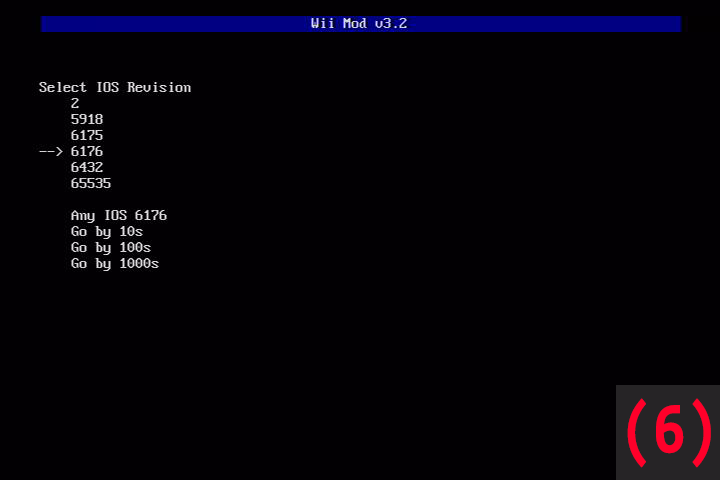 Wii Mod v3.2
Select IOS Revision
2
5918
6175
--> 6176
6432
65535
Any IOS 6176
Go by 10s
Go by 100s
Go by 1000s
(6)